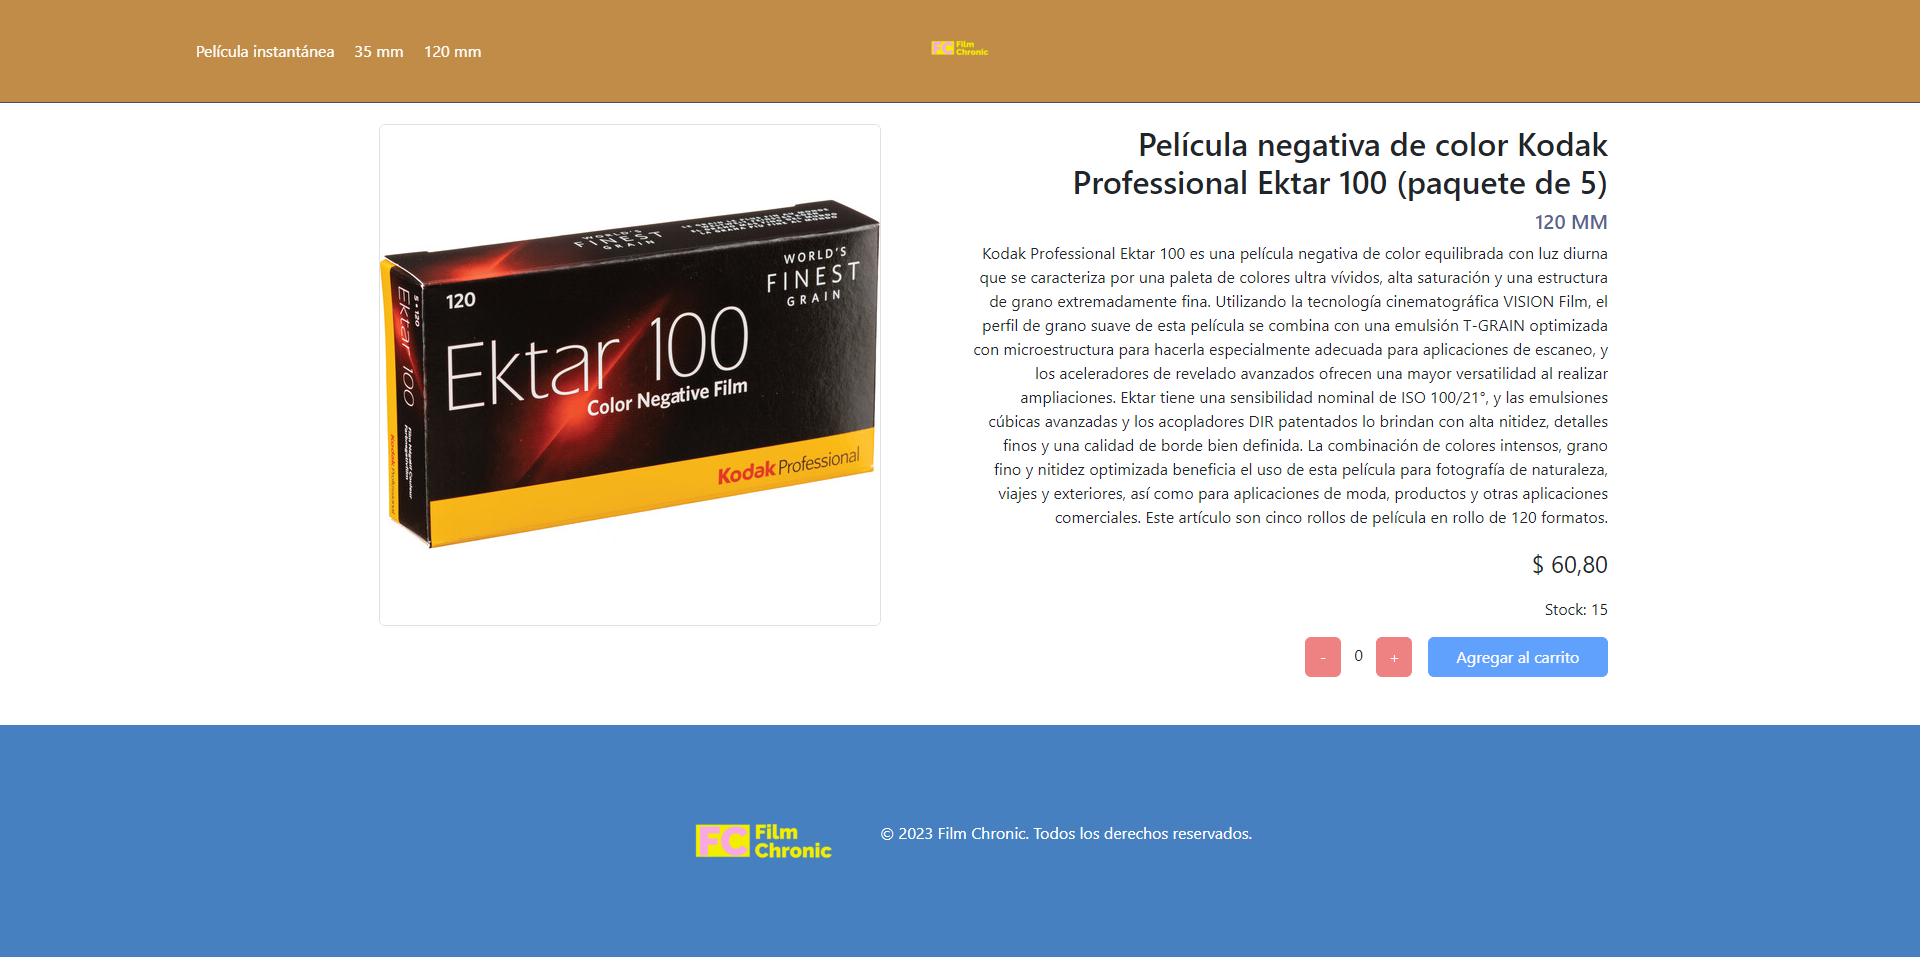 Película instantánea 35 mm 120 mm
FC Film
Chronic
WORLD'S
FINEST
GRAIN
WORLD'S
FINEST
GRAIN
120
Ektar 100
Color Negative Film
Kodak Professional
5•120
Ektar 100
Película negativa de color Kodak
Professional Ektar 100 (paquete de 5)
120 MM
Kodak Professional Ektar 100 es una película negativa de color equilibrada con luz diurna
que se caracteriza por una paleta de colores ultra vívidos, alta saturación y una estructura
de grano extremadamente fina. Utilizando la tecnología cinematográfica VISION Film, el
perfil de grano suave de esta película se combina con una emulsión T-GRAIN optimizada
con microestructura para hacerla especialmente adecuada para aplicaciones de escaneo, y
los aceleradores de revelado avanzados ofrecen una mayor versatilidad al realizar
ampliaciones. Ektar tiene una sensibilidad nominal de ISO 100/21°, y las emulsiones
cúbicas avanzadas y los acopladores DIR patentados lo brindan con alta nitidez, detalles
finos y una calidad de borde bien definida. La combinación de colores intensos, grano
fino y nitidez optimizada beneficia el uso de esta película para fotografía de naturaleza,
viajes y exteriores, así como para aplicaciones de moda, productos y otras aplicaciones
comerciales. Este artículo son cinco rollos de película en rollo de 120 formatos.
$ 60,80
Stock: 15
- 0 + Agregar al carrito
FC Film
Chronic
© 2023 Film Chronic. Todos los derechos reservados.